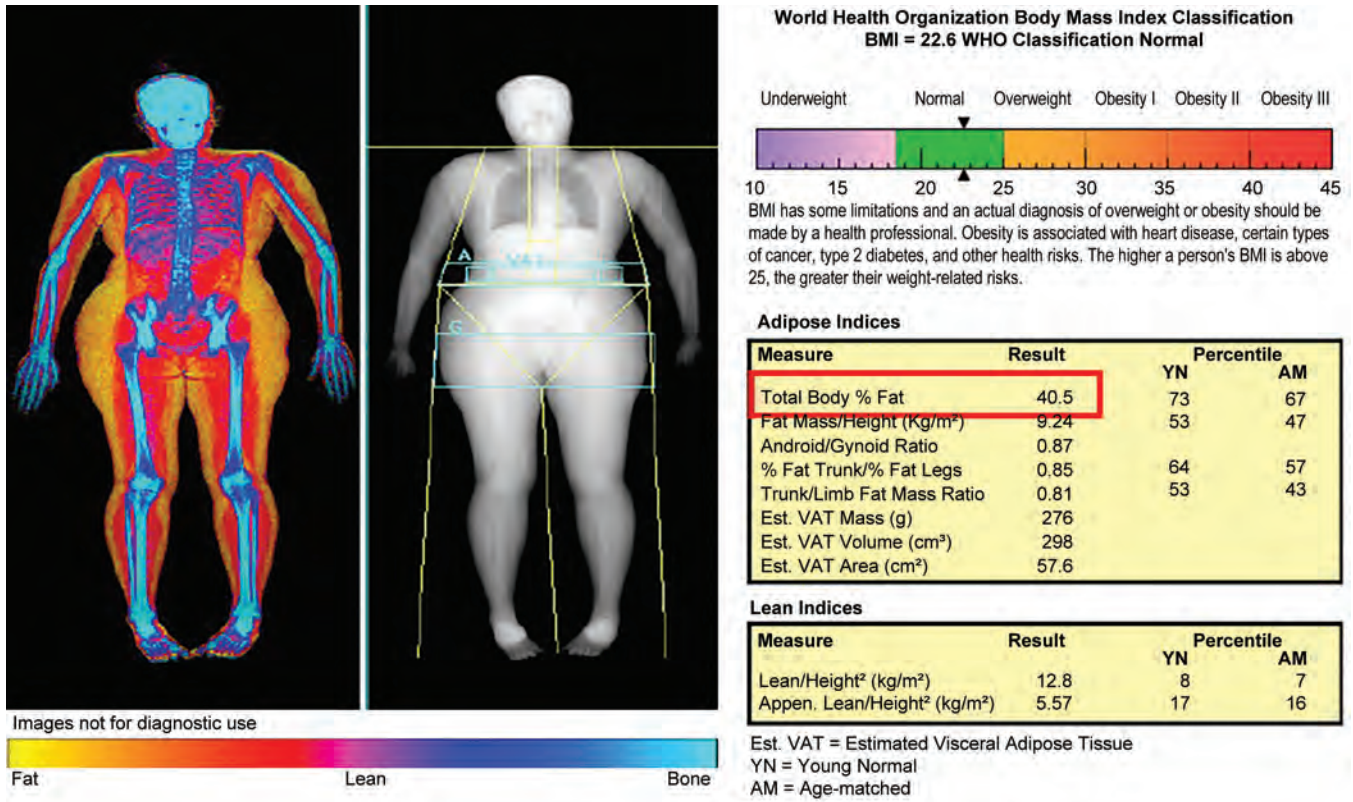 World Health Organization Body Mass Index Classification
BMI = 22.6 WHO Classification Normal
Underweight Normal Overweight Obesity I Obesity II Obesity III
10 15 20 25 30 35 40 45
BMI has some limitations and an actual diagnosis of overweight or obesity should be
made by a health professional. Obesity is associated with heart disease, certain types
of cancer, type 2 diabetes, and other health risks. The higher a person's BMI is above
25, the greater their weight-related risks.
A VAT
G
Adipose Indices
Measure Result Percentile
YN AM
Total Body % Fat 40.5 73 67
Fat Mass/Height (Kg/m²) 9.24 53 47
Android/Gynoid Ratio 0.87
% Fat Trunk/% Fat Legs 0.85 64 57
Trunk/Limb Fat Mass Ratio 0.81 53 43
Est. VAT Mass (g) 276
Est. VAT Volume (cm³) 298
Est. VAT Area (cm²) 57.6
Lean Indices
Measure Result Percentile
YN AM
Lean/Height² (kg/m²) 12.8 8 7
Appen. Lean/Height² (kg/m²) 5.57 17 16
Images not for diagnostic use
Fat Lean Bone
Est. VAT = Estimated Visceral Adipose Tissue
YN = Young Normal
AM = Age-matched